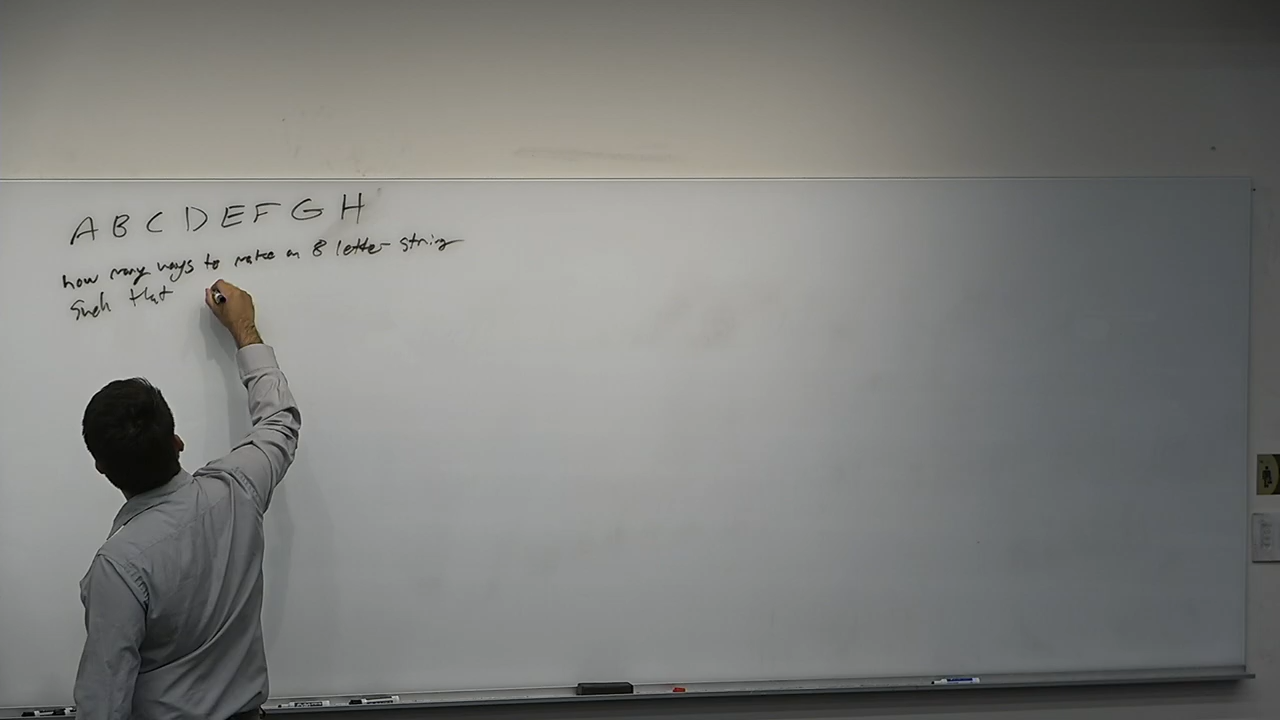 A B C D E F G H
how many ways to make an 8 letter string
Such that